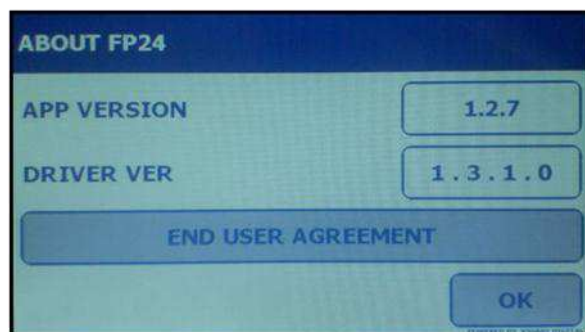 ABOUT FP24
APP VERSION 1.2.7
DRIVER VER 1.3.1.0
END USER AGREEMENT
OK